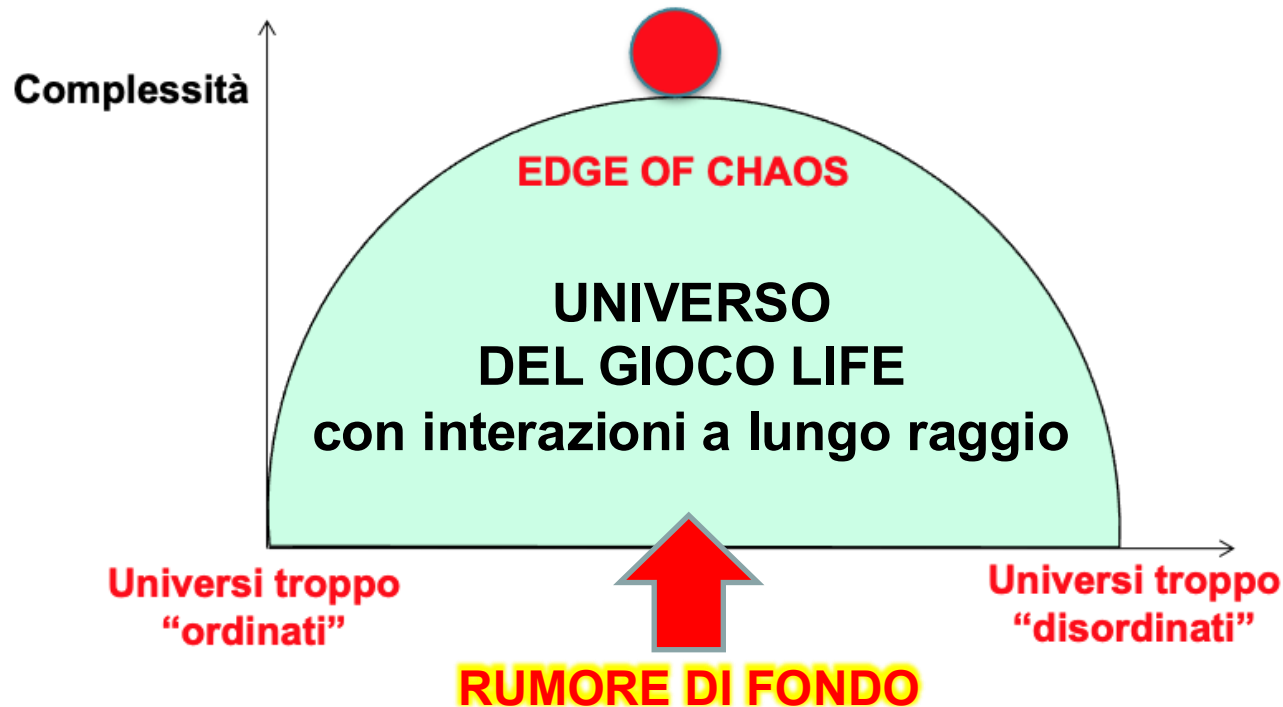 Complessità
EDGE OF CHAOS
UNIVERSO
DEL GIOCO LIFE
con interazioni a lungo raggio
Universi troppo
“ordinati”
Universi troppo
“disordinati”
RUMORE DI FONDO